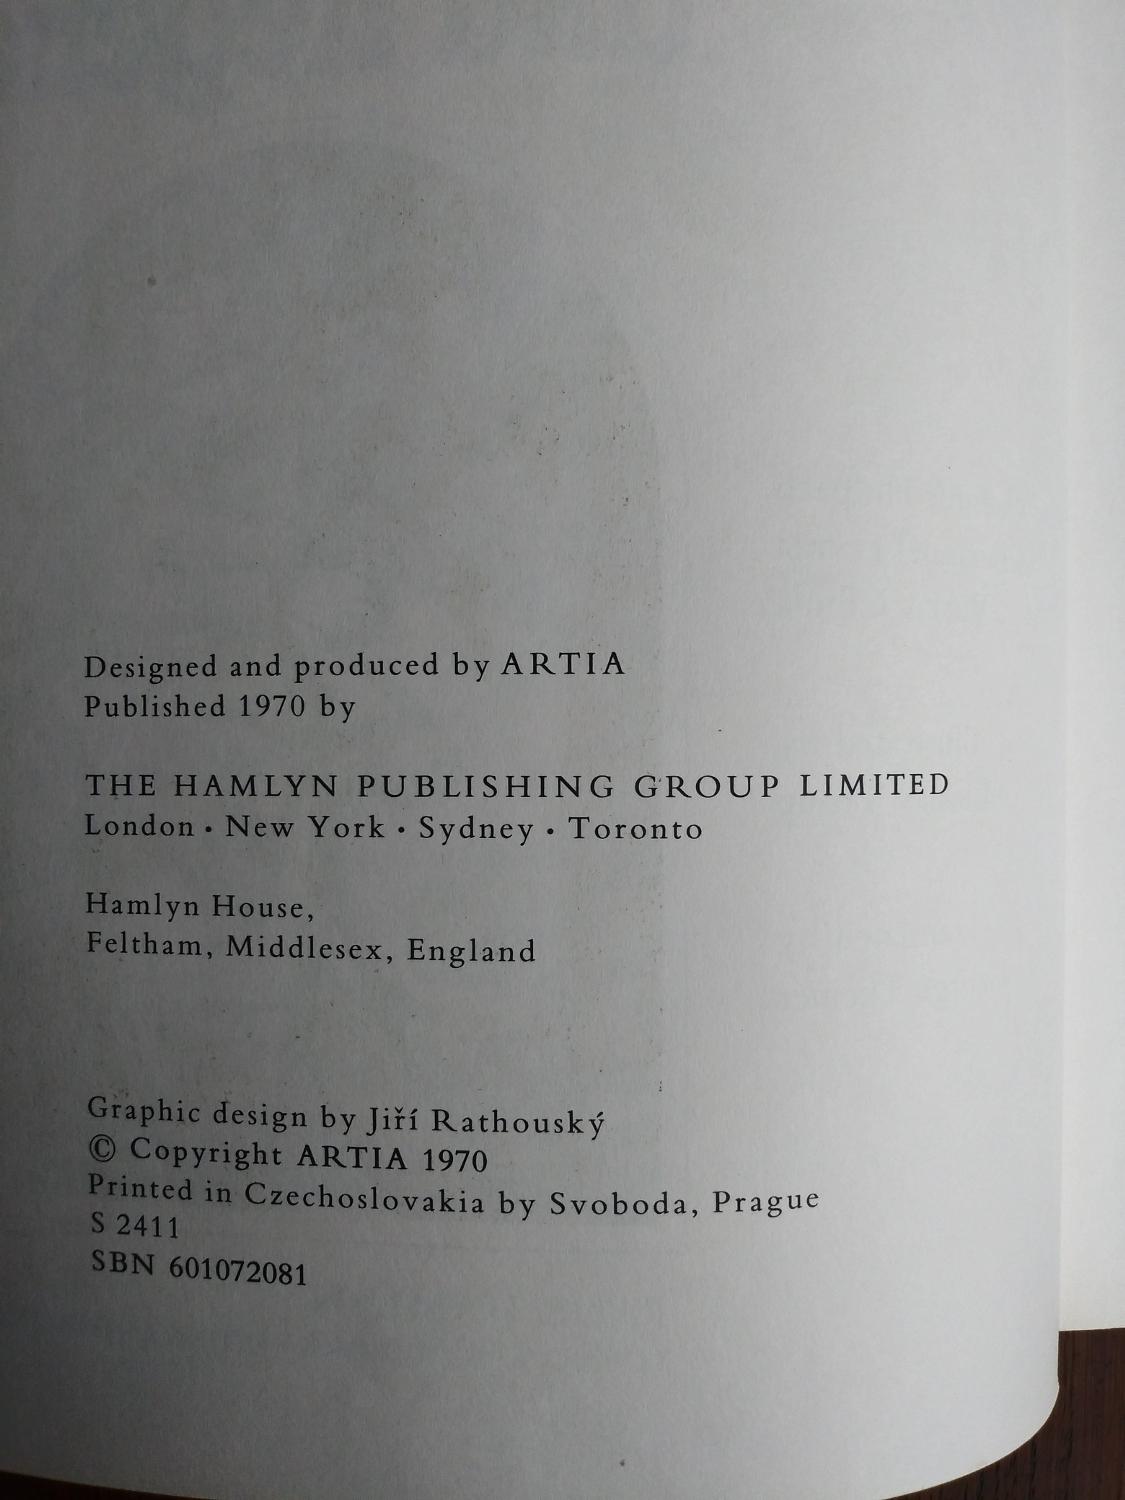 Designed and produced by ARTIA
Published 1970 by
THE HAMLYN PUBLISHING GROUP LIMITED
London • New York • Sydney • Toronto
Hamlyn House,
Feltham, Middlesex, England
Graphic design by Jiří Rathouský
© Copyright ARTIA 1970
Printed in Czechoslovakia by Svoboda, Prague
S 2411
SBN 601072081